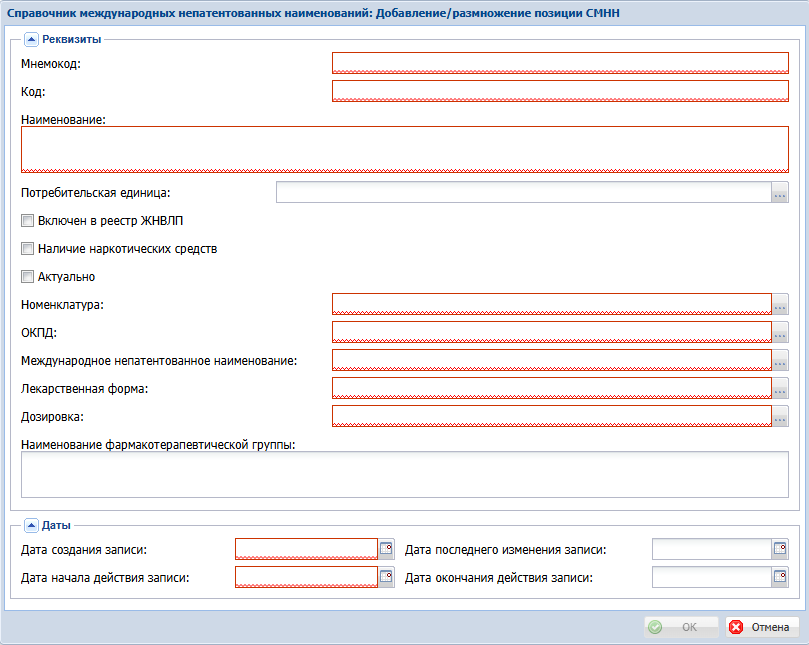 Справочник международных непатентованных наименований: Добавление/размножение позиции СМНН
Реквизиты
Мнемокод:
Код:
Наименование:
Потребительская единица:
...
Включен в реестр ЖНВЛП
Наличие наркотических средств
Актуально
Номенклатура:
...
ОКПД:
...
Международное непатентованное наименование:
...
Лекарственная форма:
...
Дозировка:
...
Наименование фармакотерапевтической группы:
Даты
Дата создания записи:
Дата последнего изменения записи:
Дата начала действия записи:
Дата окончания действия записи:
OK
Отмена